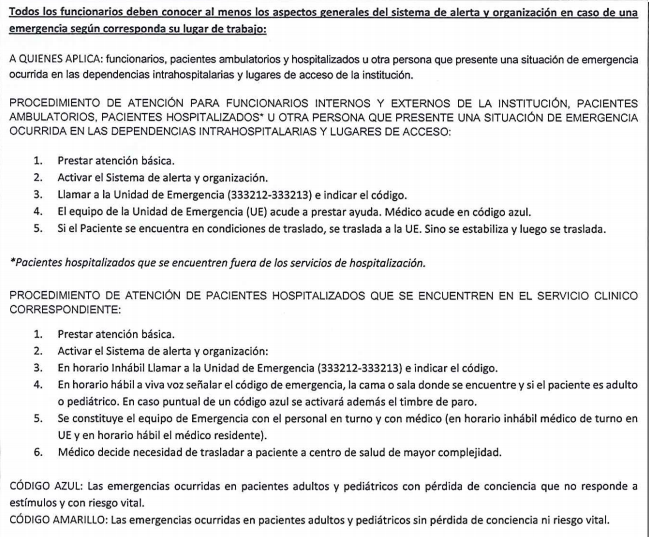 Todos los funcionarios deben conocer al menos los aspectos generales del sistema de alerta y organización en caso de una
emergencia según corresponda su lugar de trabajo:
A QUIENES APLICA: funcionarios, pacientes ambulatorios y hospitalizados u otra persona que presente una situación de emergencia
ocurrida en las dependencias intrahospitalarias y lugares de acceso de la institución.
PROCEDIMIENTO DE ATENCIÓN PARA FUNCIONARIOS INTERNOS Y EXTERNOS DE LA INSTITUCIÓN, PACIENTES
AMBULATORIOS, PACIENTES HOSPITALIZADOS* U OTRA PERSONA QUE PRESENTE UNA SITUACIÓN DE EMERGENCIA
OCURRIDA EN LAS DEPENDENCIAS INTRAHOSPITALARIAS Y LUGARES DE ACCESO:
1. Prestar atención básica.
2. Activar el Sistema de alerta y organización.
3. Llamar a la Unidad de Emergencia (333212-333213) e indicar el código.
4. El equipo de la Unidad de Emergencia (UE) acude a prestar ayuda. Médico acude en código azul.
5. Si el Paciente se encuentra en condiciones de traslado, se traslada a la UE. Sino se estabiliza y luego se traslada.
*Pacientes hospitalizados que se encuentren fuera de los servicios de hospitalización.
PROCEDIMIENTO DE ATENCIÓN DE PACIENTES HOSPITALIZADOS QUE SE ENCUENTREN EN EL SERVICIO CLINICO
CORRESPONDIENTE:
1. Prestar atención básica.
2. Activar el Sistema de alerta y organización:
3. En horario Inhábil Llamar a la Unidad de Emergencia (333212-333213) e indicar el código.
4. En horario hábil a viva voz señalar el código de emergencia, la cama o sala donde se encuentre y si el paciente es adulto
o pediátrico. En caso puntual de un código azul se activará además el timbre de paro.
5. Se constituye el equipo de Emergencia con el personal en turno y con médico (en horario inhábil médico de turno en
UE y en horario hábil el médico residente).
6. Médico decide necesidad de trasladar a paciente a centro de salud de mayor complejidad.
CÓDIGO AZUL: Las emergencias ocurridas en pacientes adultos y pediátricos con pérdida de conciencia que no responde a
estímulos y con riesgo vital.
CÓDIGO AMARILLO: Las emergencias ocurridas en pacientes adultos y pediátricos sin pérdida de conciencia ni riesgo vital.